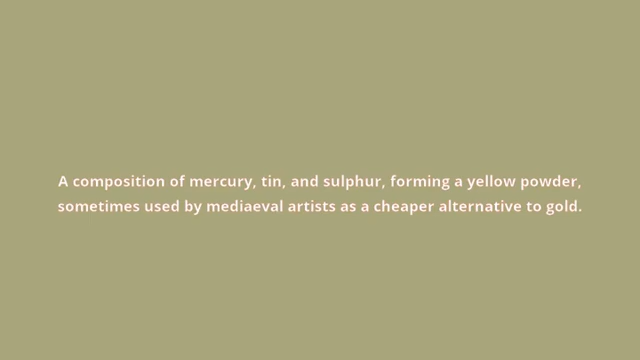 A composition of mercury, tin, and sulphur, forming a yellow powder,
sometimes used by mediaeval artists as a cheaper alternative to gold.